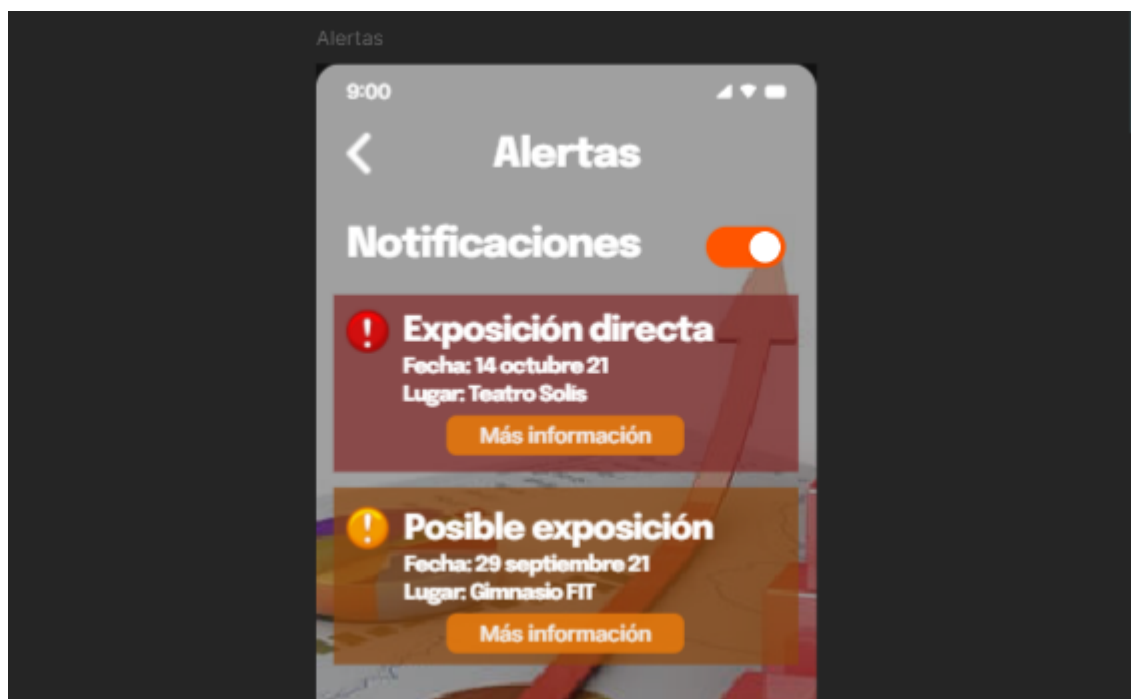 Alertas
9:00
Alertas
Notificaciones
Exposición directa
Fecha: 14 octubre 21
Lugar: Teatro Solís
Más información
Posible exposición
Fecha: 29 septiembre 21
Lugar: Gimnasio FIT
Más información